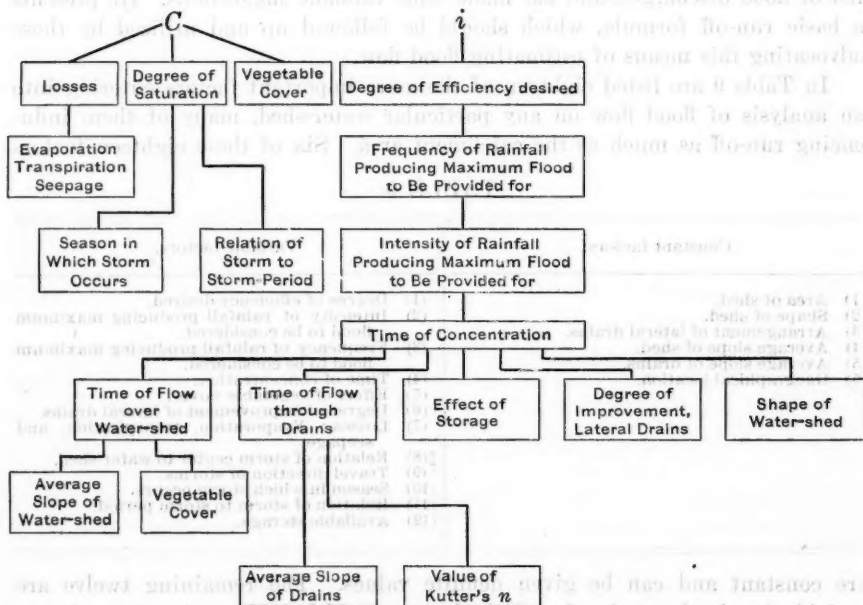 C
i
Losses
Degree of
Saturation
Vegetable
Cover
Degree of Efficiency desired
Evaporation
Transpiration
Seepage
Frequency of Rainfall
Producing Maximum Flood
to Be Provided for
Season in
Which Storm
Occurs
Relation of
Storm to
Storm-Period
Intensity of Rainfall
Producing Maximum Flood
to Be Provided for
Time of Concentration
Time of Flow
over
Water-shed
Time of Flow
through
Drains
Effect of
Storage
Degree of
Improvement,
Lateral Drains
Shape of
Water-shed
Average
Slope of
Water-shed
Vegetable
Cover
Average Slope
of Drains
Value of
Kutter's n